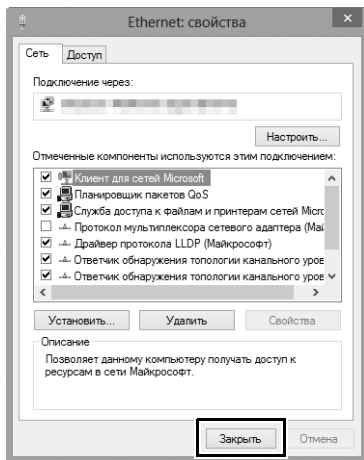 Ethernet: свойства
Сеть Доступ
Подключение через:
Настроить...
Отмеченные компоненты используются этим подключением:
Клиент для сетей Microsoft
Планировщик пакетов QoS
Служба доступа к файлам и принтерам сетей Micro
Протокол мультиплексора сетевого адаптера (Май
Драйвер протокола LLDP (Майкрософт)
Ответчик обнаружения топологии канального уров
Ответчик обнаружения топологии канального уров
Установить... Удалить Свойства
Описание
Позволяет данному компьютеру получать доступ к
ресурсам в сети Майкрософт.
Закрыть Отмена